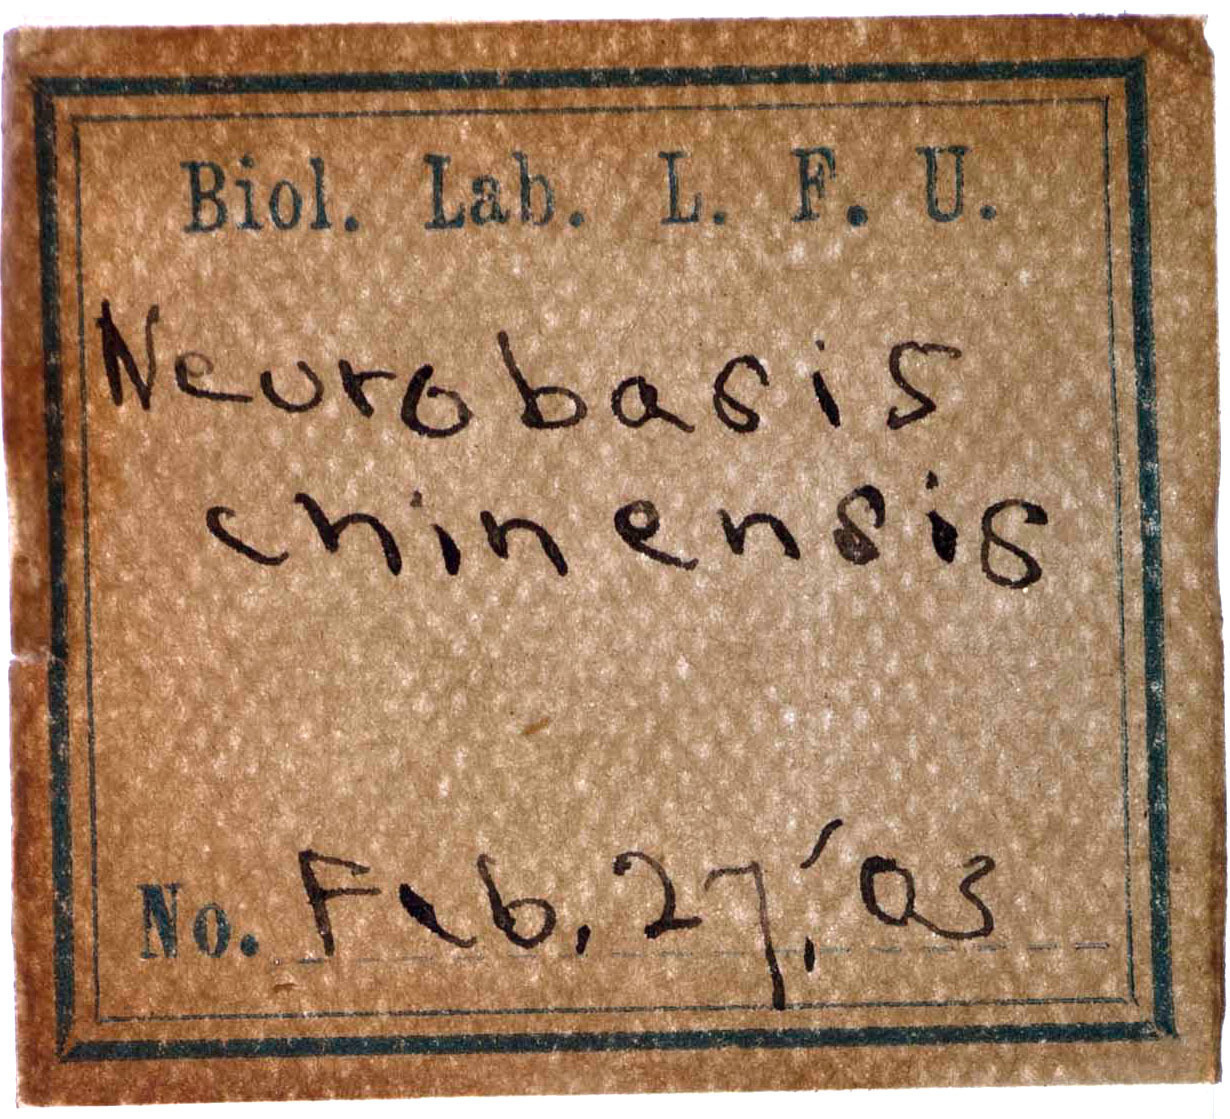 Biol. Lab. L. F. U.
Neurobasis
chinensis
No. Feb. 27, '03